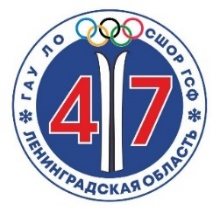 ГАУ ЛО СШОР ГСФ
47
* ЛЕНИНГРАДСКАЯ ОБЛАСТЬ *